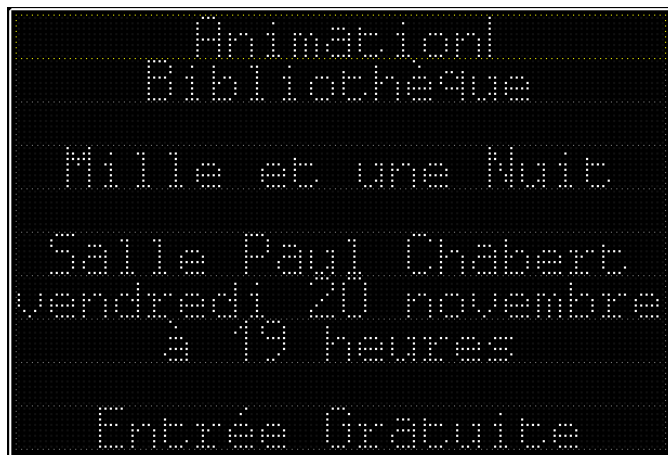 Animation!
Bibliothèque
Mille et une Nuit
Salle Paul Chabert
vendredi 20 novembre
à 19 heures
Entrée Gratuite